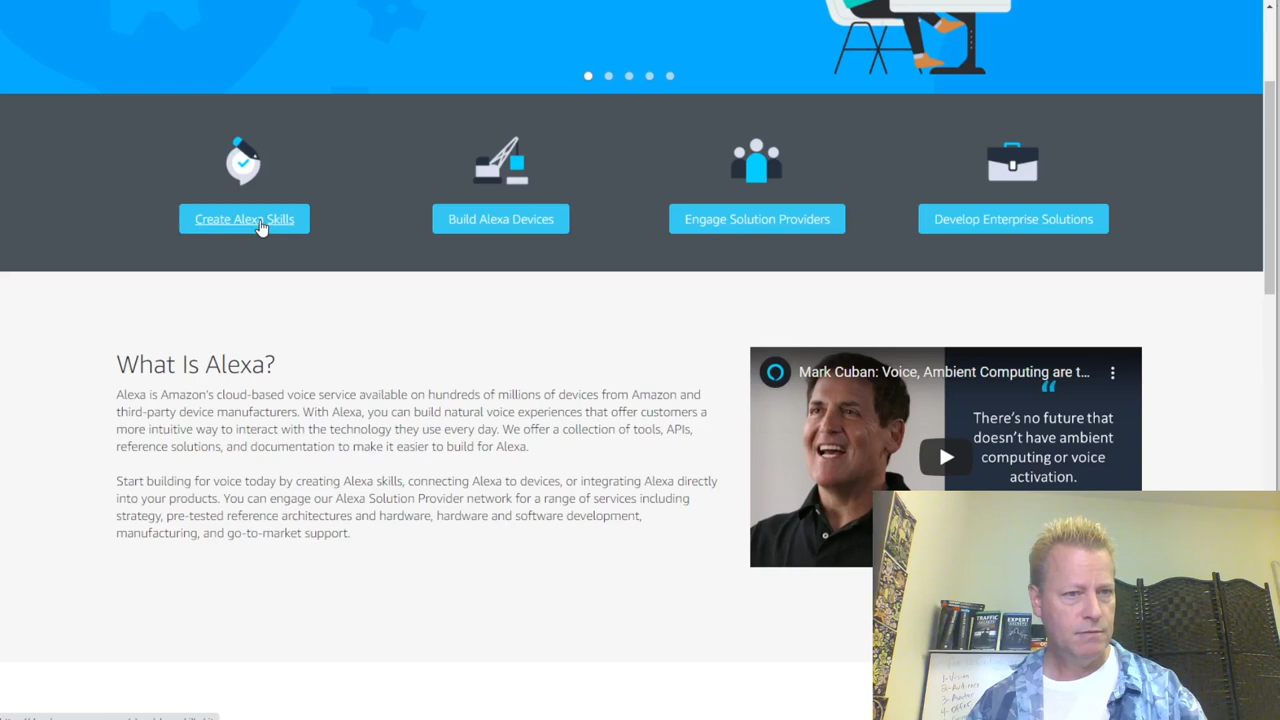 Create Alexa Skills
Build Alexa Devices
Engage Solution Providers
Develop Enterprise Solutions
What Is Alexa?
Alexa is Amazon's cloud-based voice service available on hundreds of millions of devices from Amazon and
third-party device manufacturers. With Alexa, you can build natural voice experiences that offer customers a
more intuitive way to interact with the technology they use every day. We offer a collection of tools, APIs,
reference solutions, and documentation to make it easier to build for Alexa.
Start building for voice today by creating Alexa skills, connecting Alexa to devices, or integrating Alexa directly
into your products. You can engage our Alexa Solution Provider network for a range of services including
strategy, pre-tested reference architectures and hardware, hardware and software development,
manufacturing, and go-to-market support.
Mark Cuban: Voice, Ambient Computing are t...
“
There's no future that
doesn't have ambient
computing or voice
activation.
TRAFFIC
SECRETS
EXPERT
SECRETS